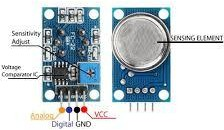 Sensitivity
Adjust
SENSING ELEMENT
Voltage
Comparator IC
VCC
Analog
Digital GND